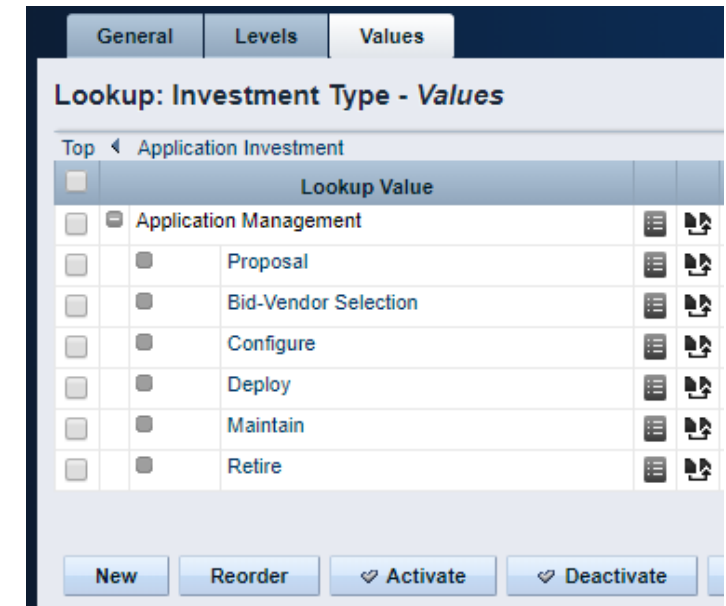 General Levels Values
Lookup: Investment Type - Values
Top Application Investment
Lookup Value
Application Management
Proposal
Bid-Vendor Selection
Configure
Deploy
Maintain
Retire
New Reorder Activate Deactivate